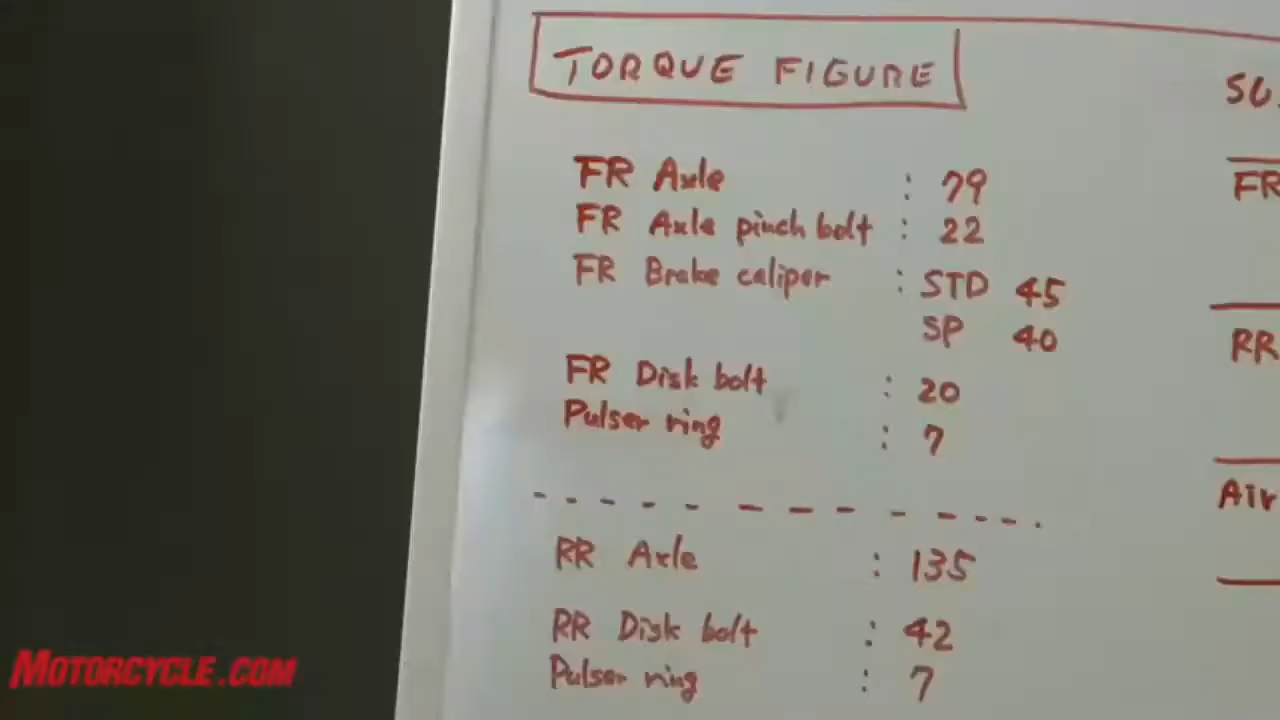 TORQUE FIGURE
FR Axle : 79
FR Axle pinch bolt : 22
FR Brake caliper : STD 45
SP 40
FR Disk bolt : 20
Pulser ring : 7
RR Axle : 135
RR Disk bolt : 42
Pulser ring : 7
FR
RR
Air
MOTORCYCLE.COM